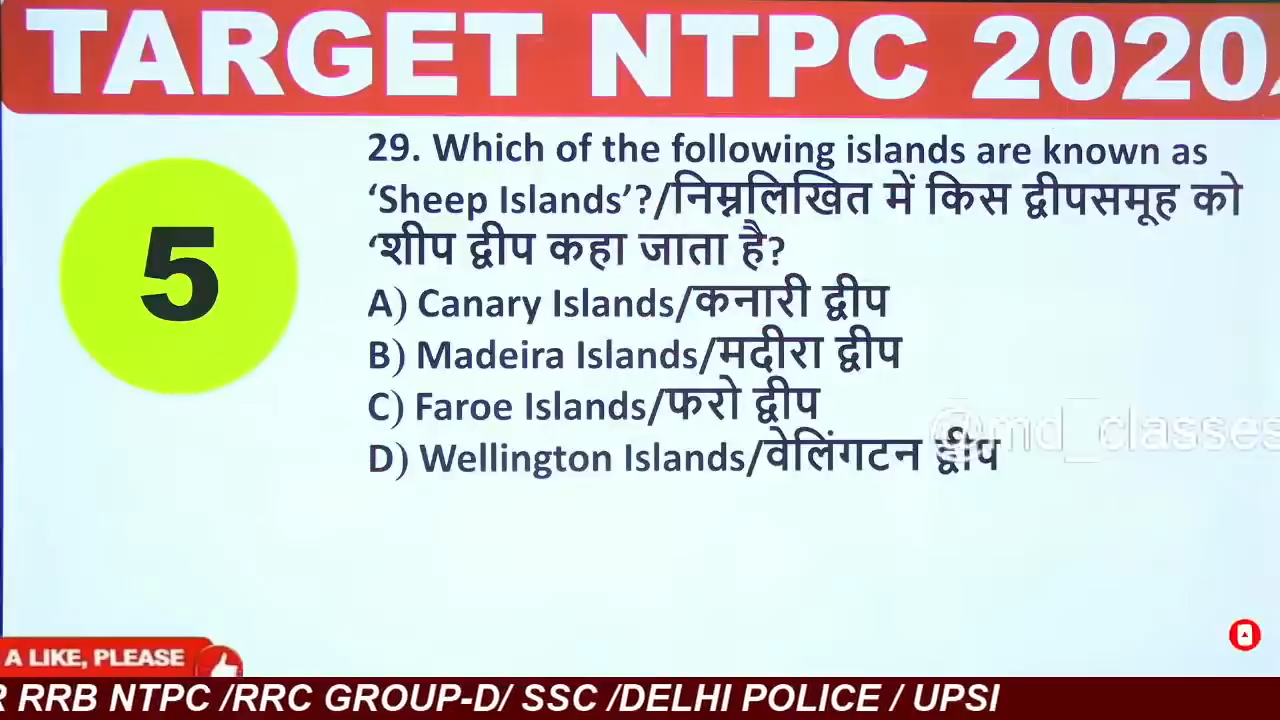 TARGET NTPC 2020
5
29. Which of the following islands are known as
‘Sheep Islands’?/निम्नलिखित में किस द्वीपसमूह को
‘शीप द्वीप कहा जाता है?
A) Canary Islands/कनारी द्वीप
B) Madeira Islands/मदीरा द्वीप
C) Faroe Islands/फरो द्वीप
D) Wellington Islands/वेलिंगटन द्वीप
@md_classes
A LIKE, PLEASE
R RRB NTPC /RRC GROUP-D/ SSC /DELHI POLICE / UPSI